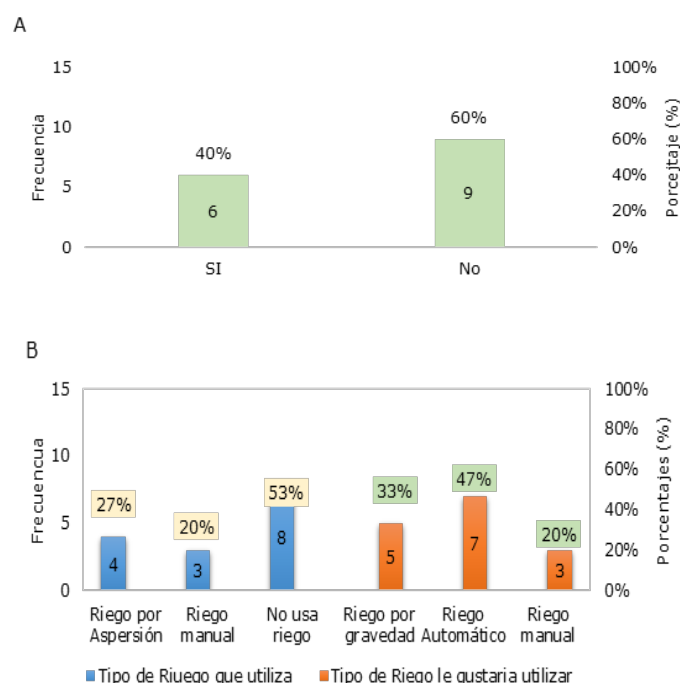 A
15
10
5
0
Frecuencia
40%
60%
6
9
SI
No
100%
80%
60%
40%
20%
0%
Porcejtaje (%)
B
15
10
5
0
Frecuencua
27%
20%
53%
33%
47%
20%
4
3
8
5
7
3
100%
80%
60%
40%
20%
0%
Porcentajes (%)
Riego por
Aspersión
Riego
manual
No usa
riego
Riego por
gravedad
Riego
Automático
Riego
manual
Tipo de Riuego que utiliza
Tipo de Riego le gustaria utilizar